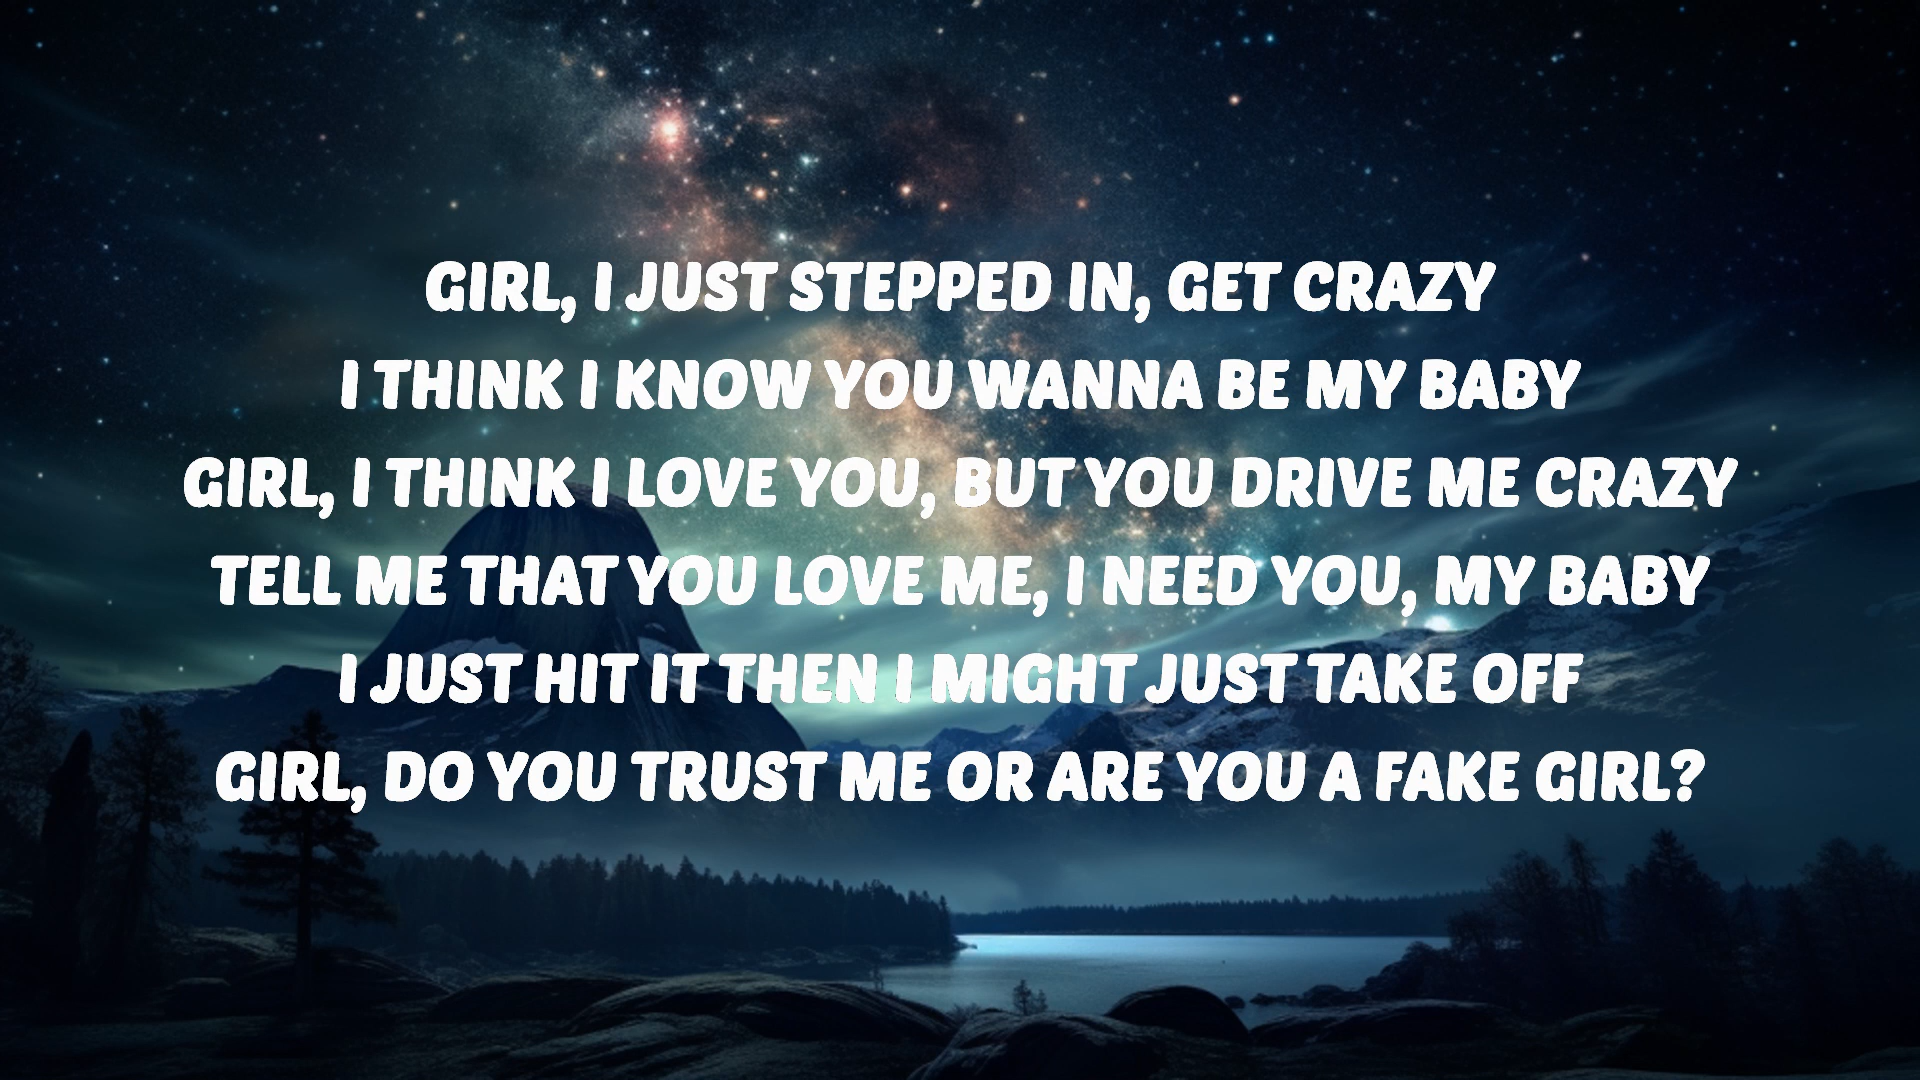 GIRL, I JUST STEPPED IN, GET CRAZY
I THINK I KNOW YOU WANNA BE MY BABY
GIRL, I THINK I LOVE YOU, BUT YOU DRIVE ME CRAZY
TELL ME THAT YOU LOVE ME, I NEED YOU, MY BABY
I JUST HIT IT THEN I MIGHT JUST TAKE OFF
GIRL, DO YOU TRUST ME OR ARE YOU A FAKE GIRL?